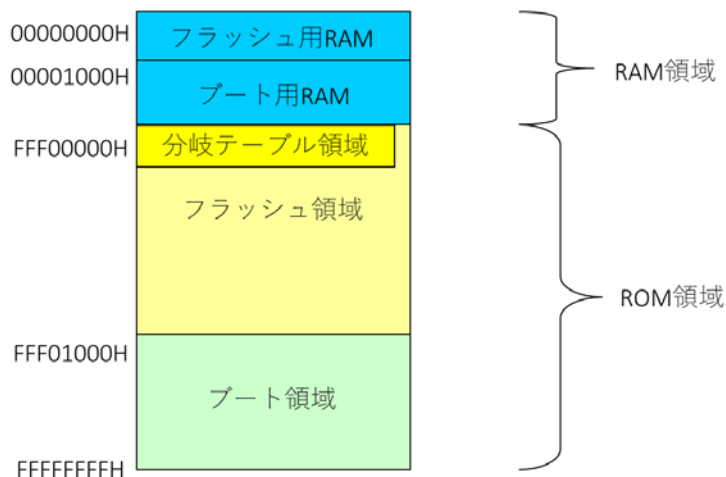 00000000H
フラッシュ用RAM
00001000H
ブート用RAM
RAM領域
FFF00000H
分岐テーブル領域
フラッシュ領域
ROM領域
FFF01000H
ブート領域
FFFFFFFFH